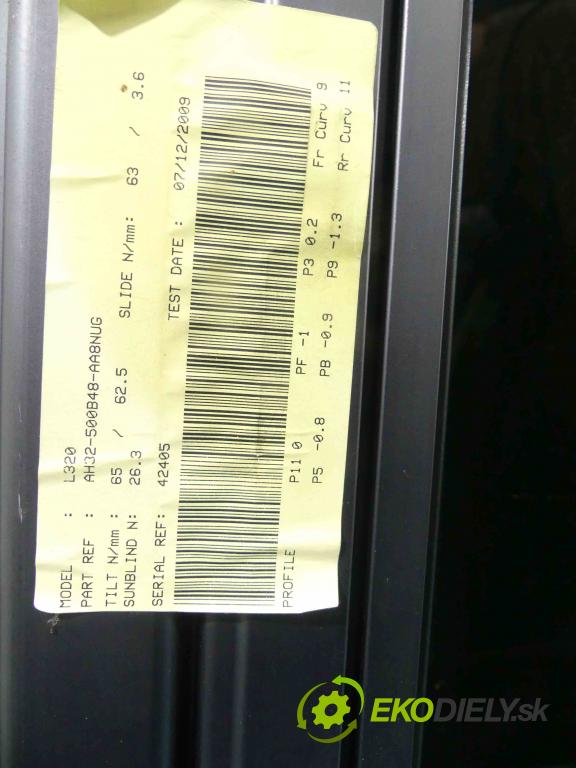 MODEL : L320
PART REF : AH32-500B48-AA8NUG
TILT N/mm : 65 / 62.5 SLIDE N/mm: 63 / 3.6
SUNBLIND N: 26.3
SERIAL REF: 42405 TEST DATE : 07/12/2009
PROFILE P11 0 PF -1 P3 0.2 Fr Curv 9
P5 -0.8 PB -0.9 P9 -1.3 Rr Curv 11
EKODIELY.sk